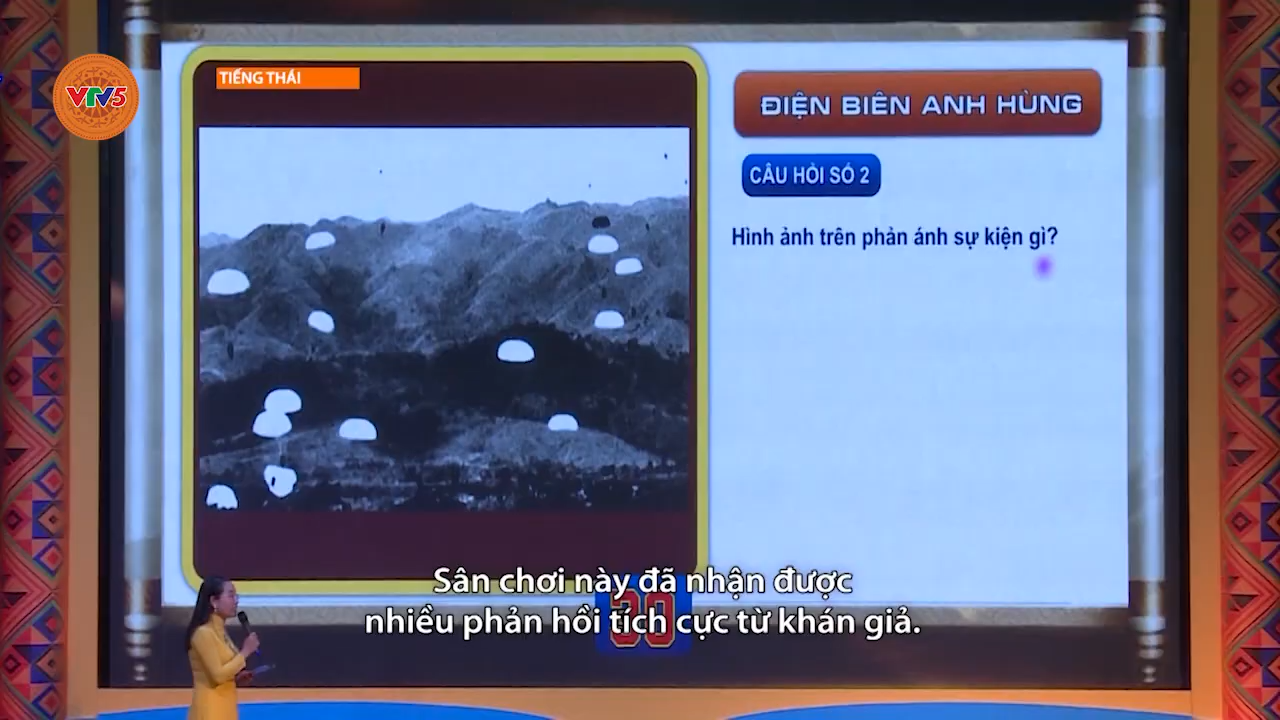 TIẾNG THÁI
VTV5
ĐIỆN BIÊN ANH HÙNG
CÂU HỎI SỐ 2
Hình ảnh trên phản ánh sự kiện gì?
Sân chơi này đã nhận được
nhiều phản hồi tích cực từ khán giả.